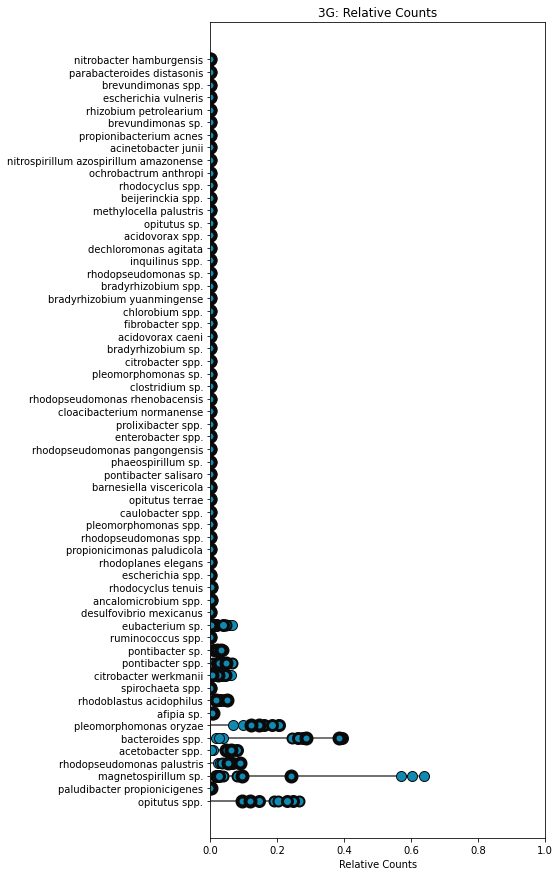 3G: Relative Counts
nitrobacter hamburgensis
parabacteroides distasonis
brevundimonas spp.
escherichia vulneris
rhizobium petrolearium
brevundimonas sp.
propionibacterium acnes
acinetobacter junii
nitrospirillum azospirillum amazonense
ochrobactrum anthropi
rhodocyclus spp.
beijerinckia spp.
methylocella palustris
opitutus sp.
acidovorax spp.
dechloromonas agitata
inquilinus spp.
rhodopseudomonas sp.
bradyrhizobium spp.
bradyrhizobium yuanmingense
chlorobium spp.
fibrobacter spp.
acidovorax caeni
bradyrhizobium sp.
citrobacter spp.
pleomorphomonas sp.
clostridium sp.
rhodopseudomonas rhenobacensis
cloacibacterium normanense
prolixibacter spp.
enterobacter spp.
rhodopseudomonas pangongensis
phaeospirillum sp.
pontibacter salisaro
barnesiella viscericola
opitutus terrae
caulobacter spp.
pleomorphomonas spp.
rhodopseudomonas spp.
propionicimonas paludicola
rhodoplanes elegans
escherichia spp.
rhodocyclus tenuis
ancalomicrobium spp.
desulfovibrio mexicanus
eubacterium sp.
ruminococcus spp.
pontibacter sp.
pontibacter spp.
citrobacter werkmanii
spirochaeta spp.
rhodoblastus acidophilus
afipia sp.
pleomorphomonas oryzae
bacteroides spp.
acetobacter spp.
rhodopseudomonas palustris
magnetospirillum sp.
paludibacter propionicigenes
opitutus spp.
0.0 0.2 0.4 0.6 0.8 1.0
Relative Counts